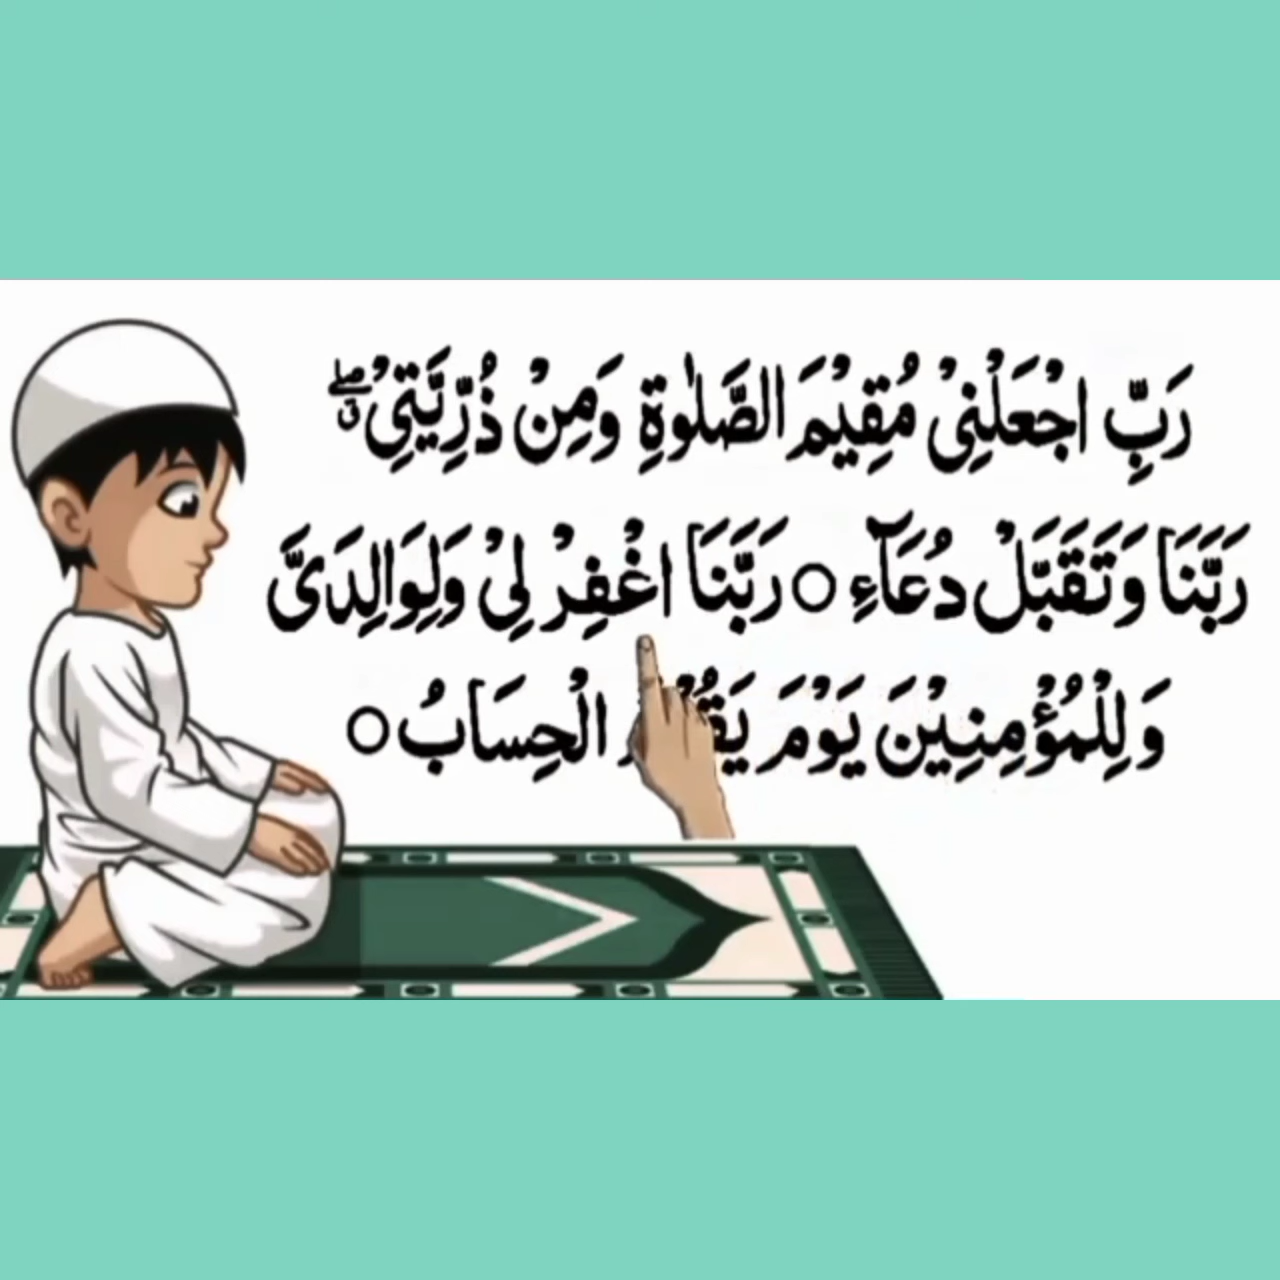 رَبِّ اجْعَلْنِیْ مُقِیْمَ الصَّلٰوةِ وَمِنْ ذُرِّیَّتِیْ ۖۗ
رَبَّنَا وَتَقَبَّلْ دُعَآءِ ○ رَبَّنَا اغْفِرْ لِیْ وَلِوَالِدَیَّ
وَلِلْمُؤْمِنِیْنَ یَوْمَ الْحِسَابُ ○